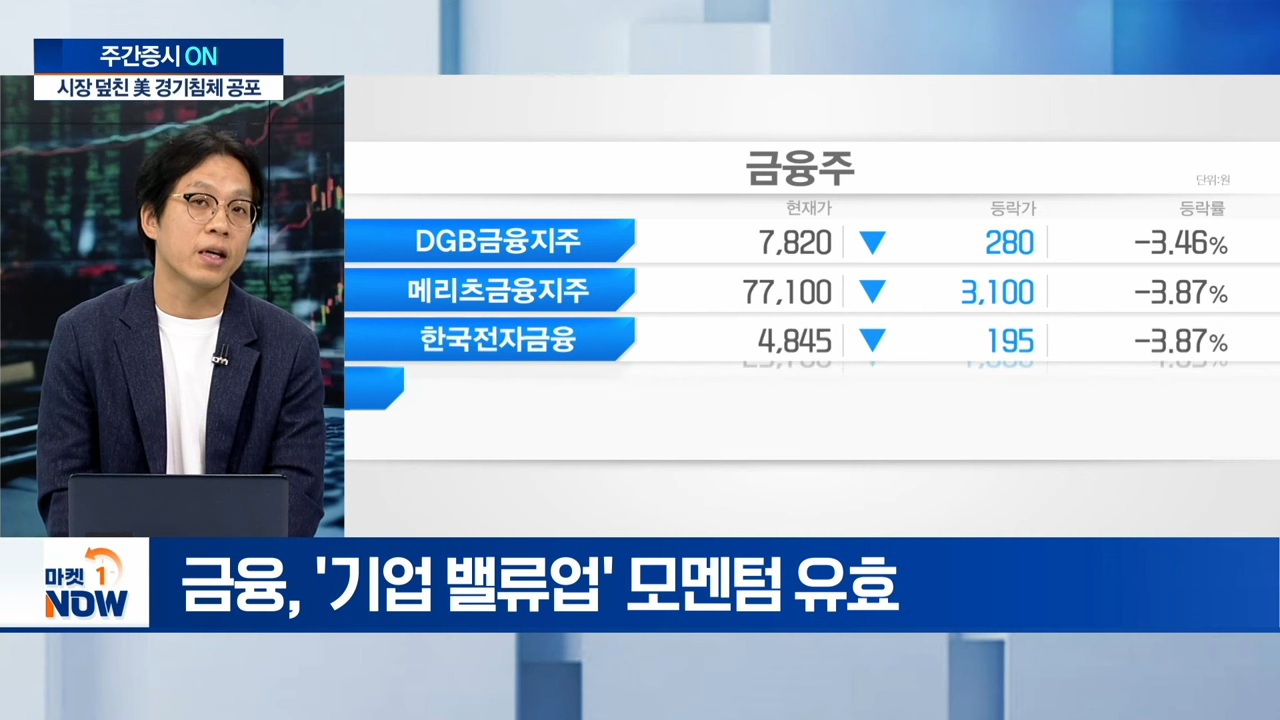 주간증시 ON
시장 덮친 美 경기침체 공포
금융주
단위:원
현재가 등락가 등락률
DGB금융지주 7,820 ▼ 280 -3.46%
메리츠금융지주 77,100 ▼ 3,100 -3.87%
한국전자금융 4,845 ▼ 195 -3.87%
마켓 1
NOW
금융, '기업 밸류업' 모멘텀 유효